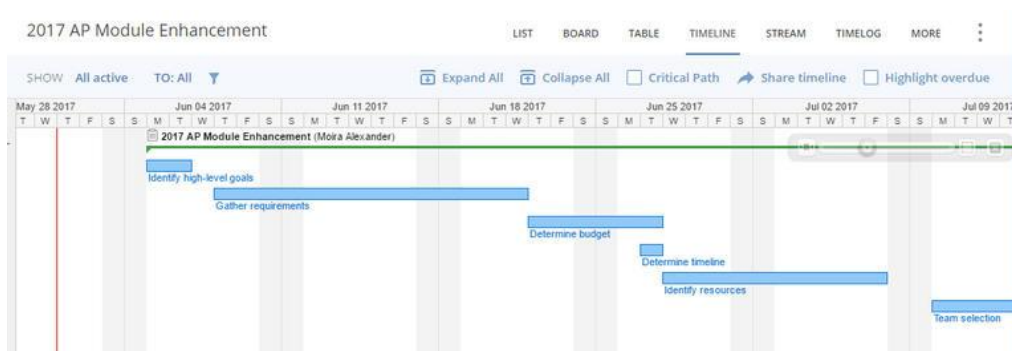 2017 AP Module Enhancement
LIST BOARD TABLE TIMELINE STREAM TIMELOG MORE
SHOW All active TO: All Expand All Collapse All Critical Path Share timeline Highlight overdue
May 28 2017 Jun 04 2017 Jun 11 2017 Jun 18 2017 Jun 25 2017 Jul 02 2017 Jul 09 2017
T W T F S S M T W T F S S M T W T F S S M T W T F S S M T W T F S S M T W T F S S M T W T
2017 AP Module Enhancement (Moira Alexander)
Identify high-level goals
Gather requirements
Determine budget
Determine timeline
Identify resources
Team selection